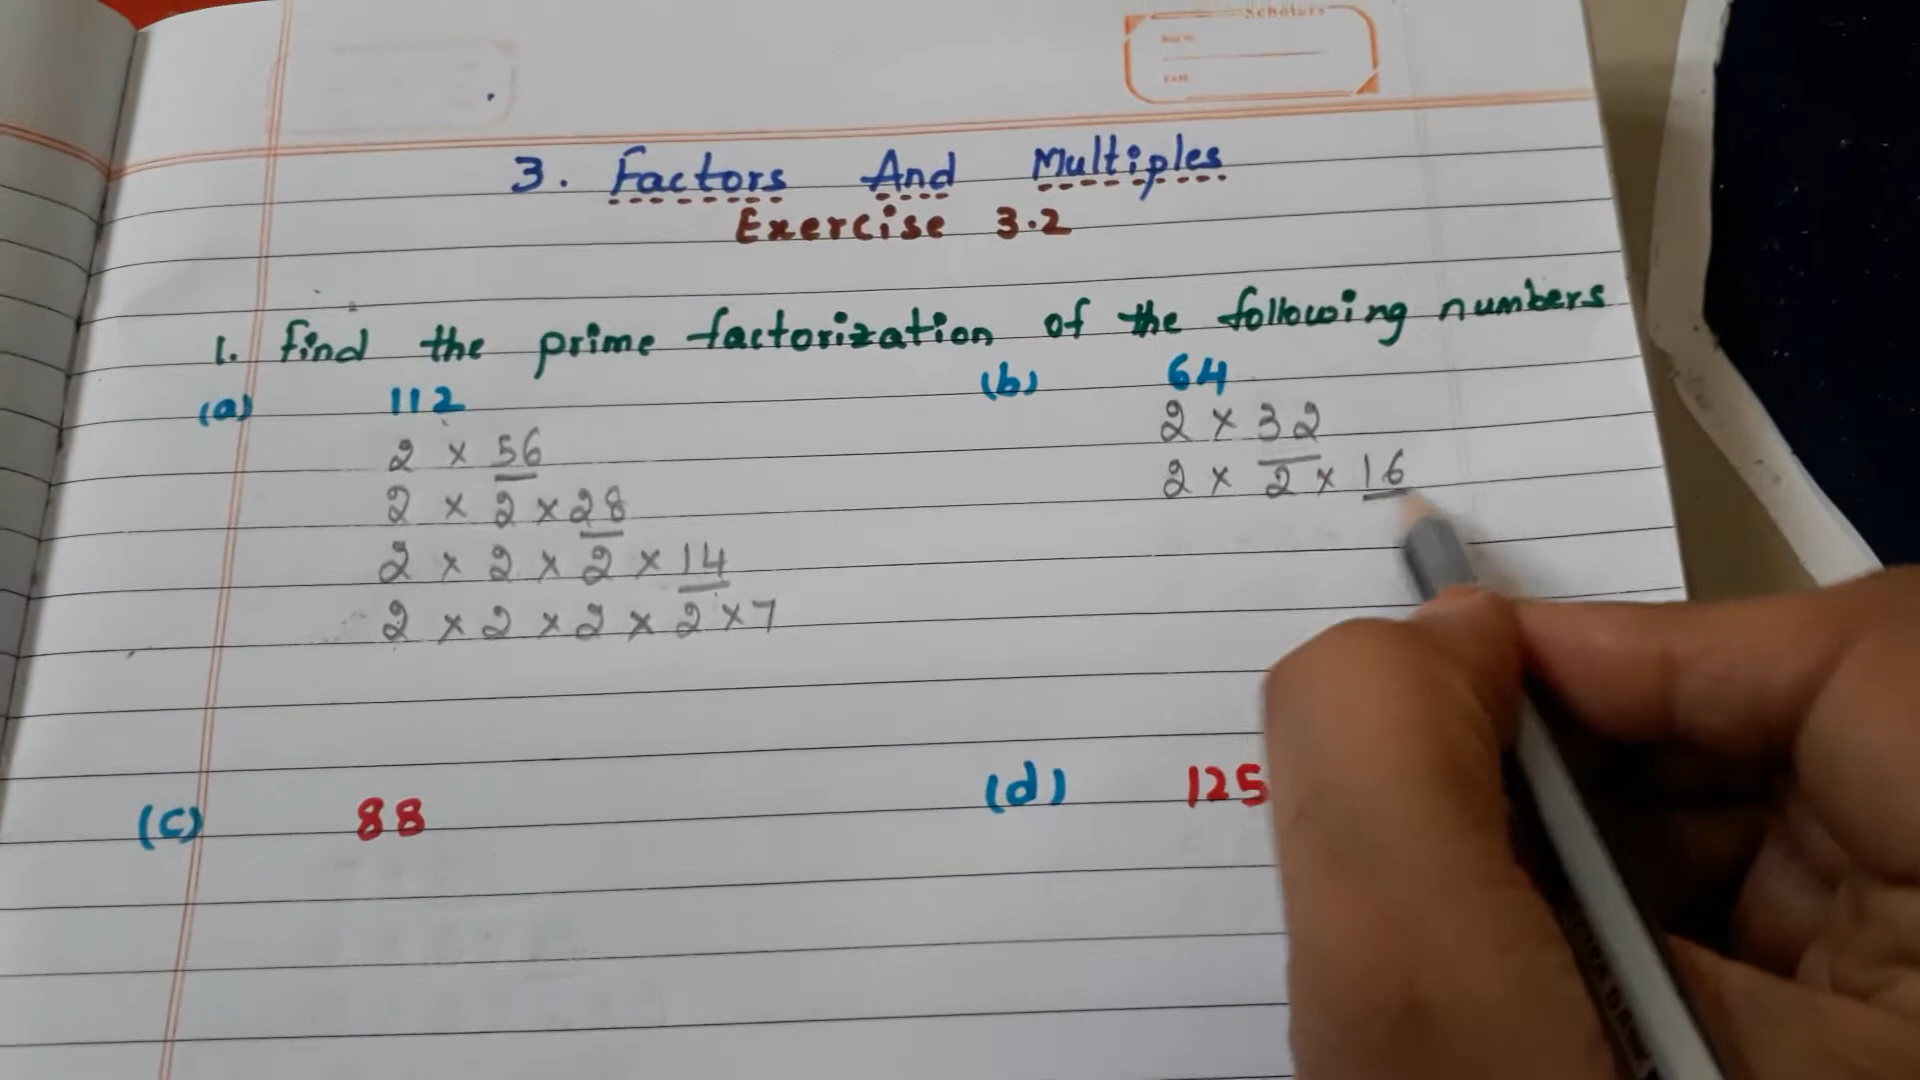 Scholars
3. Factors And Multiples
Exercise 3.2
1. find the prime factorization of the following numbers
(a) 112
2 × 56
2 × 2 × 28
2 × 2 × 2 × 14
2 × 2 × 2 × 2 × 7
(b) 64
2 × 32
2 × 2 × 16
(c) 88
(d) 125